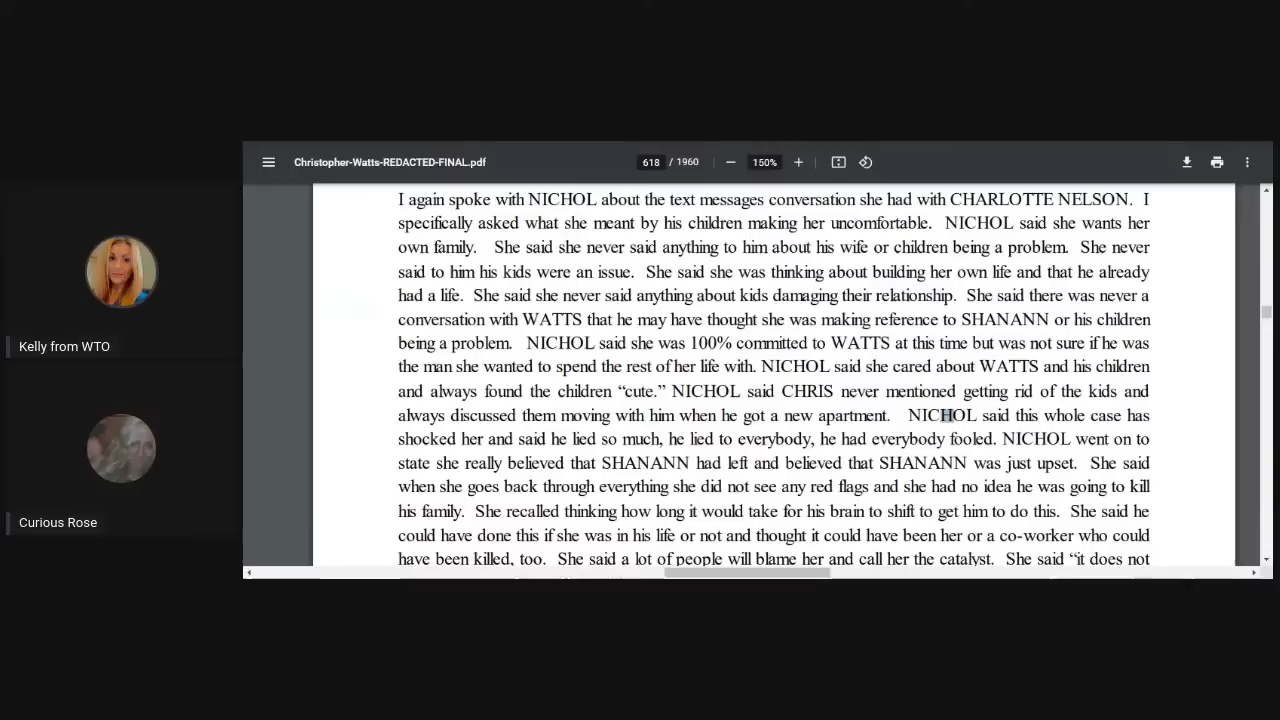 Christopher-Watts-REDACTED-FINAL.pdf
618 / 1960
150%
I again spoke with NICHOL about the text messages conversation she had with CHARLOTTE NELSON. I
specifically asked what she meant by his children making her uncomfortable. NICHOL said she wants her
own family. She said she never said anything to him about his wife or children being a problem. She never
said to him his kids were an issue. She said she was thinking about building her own life and that he already
had a life. She said she never said anything about kids damaging their relationship. She said there was never a
conversation with WATTS that he may have thought she was making reference to SHANANN or his children
being a problem. NICHOL said she was 100% committed to WATTS at this time but was not sure if he was
the man she wanted to spend the rest of her life with. NICHOL said she cared about WATTS and his children
and always found the children “cute.” NICHOL said CHRIS never mentioned getting rid of the kids and
always discussed them moving with him when he got a new apartment. NICHOL said this whole case has
shocked her and said he lied so much, he lied to everybody, he had everybody fooled. NICHOL went on to
state she really believed that SHANANN had left and believed that SHANANN was just upset. She said
when she goes back through everything she did not see any red flags and she had no idea he was going to kill
his family. She recalled thinking how long it would take for his brain to shift to get him to do this. She said he
could have done this if she was in his life or not and thought it could have been her or a co-worker who could
have been killed, too. She said a lot of people will blame her and call her the catalyst. She said “it does not
Kelly from WTO
Curious Rose